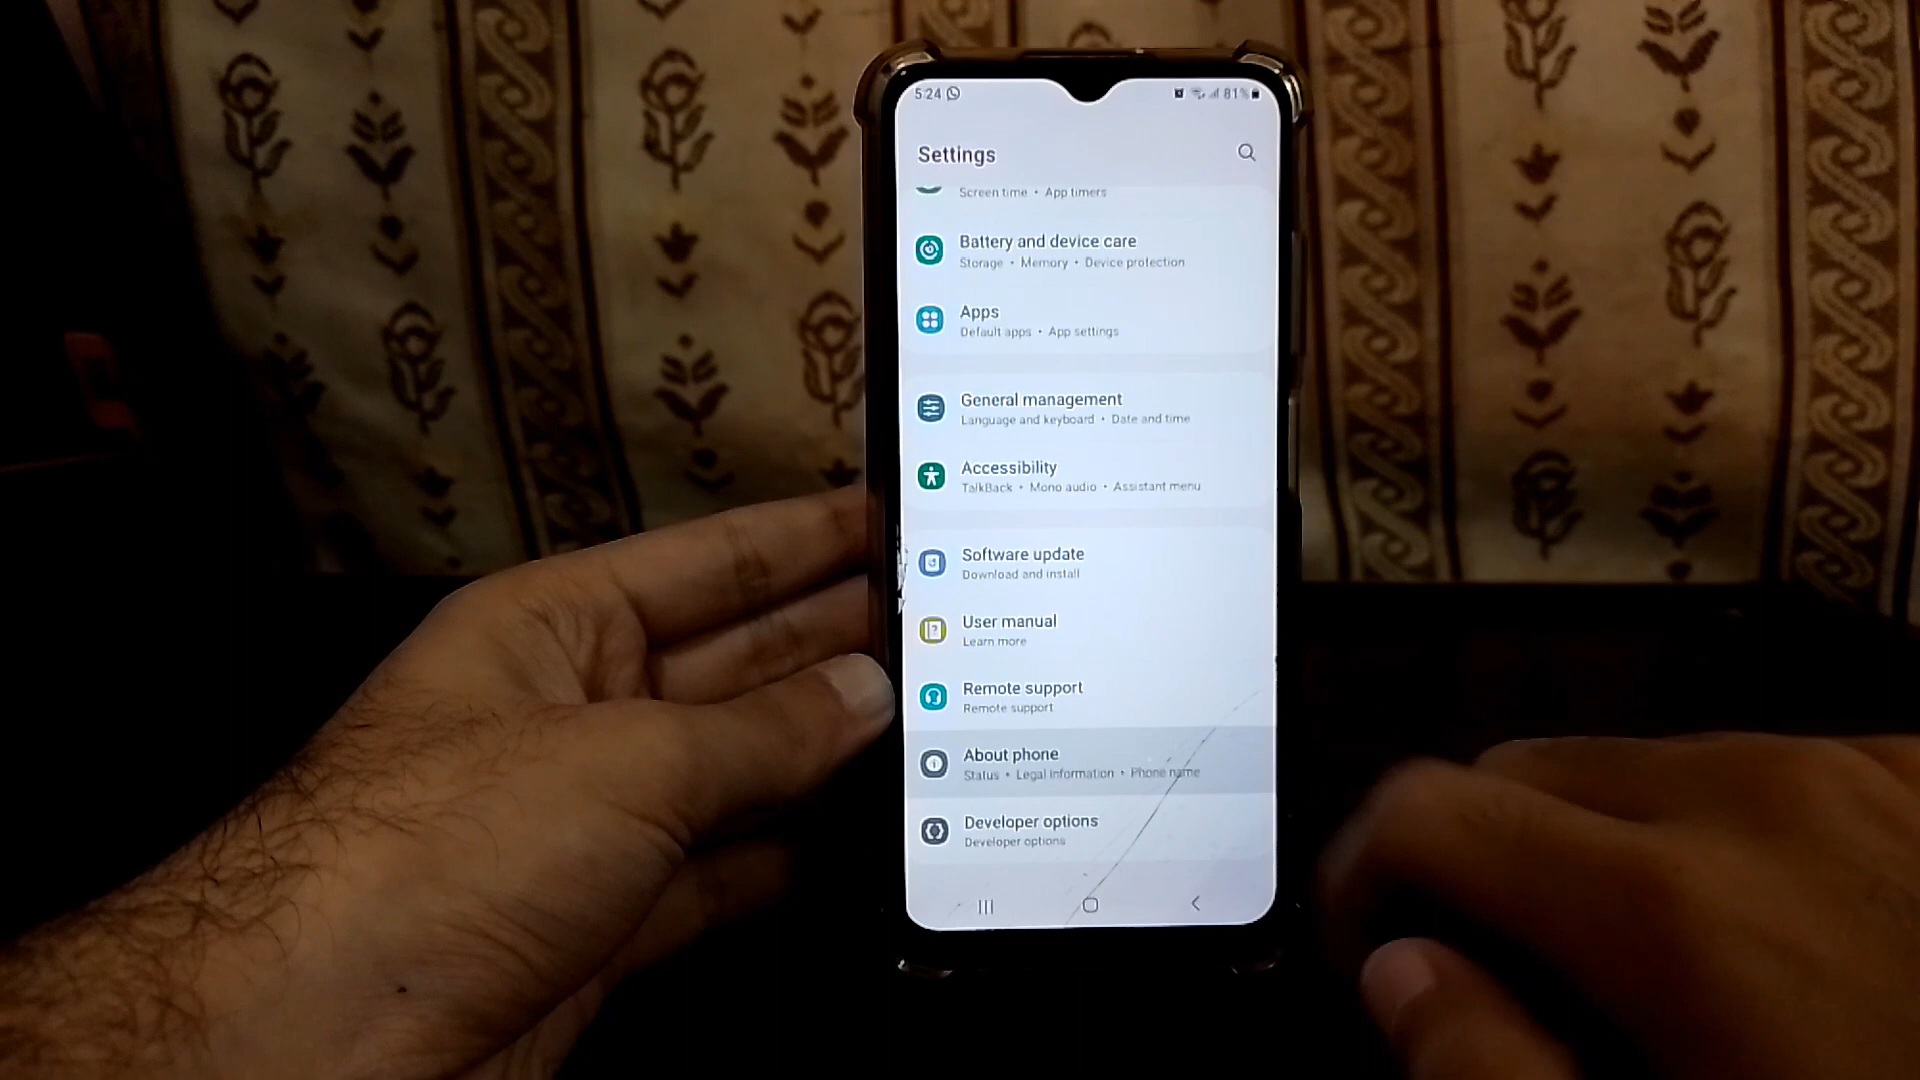 5:24
81%
Settings
Screen time • App timers
Battery and device care
Storage • Memory • Device protection
Apps
Default apps • App settings
General management
Language and keyboard • Date and time
Accessibility
TalkBack • Mono audio • Assistant menu
Software update
Download and install
User manual
Learn more
Remote support
Remote support
About phone
Status • Legal information • Phone name
Developer options
Developer options